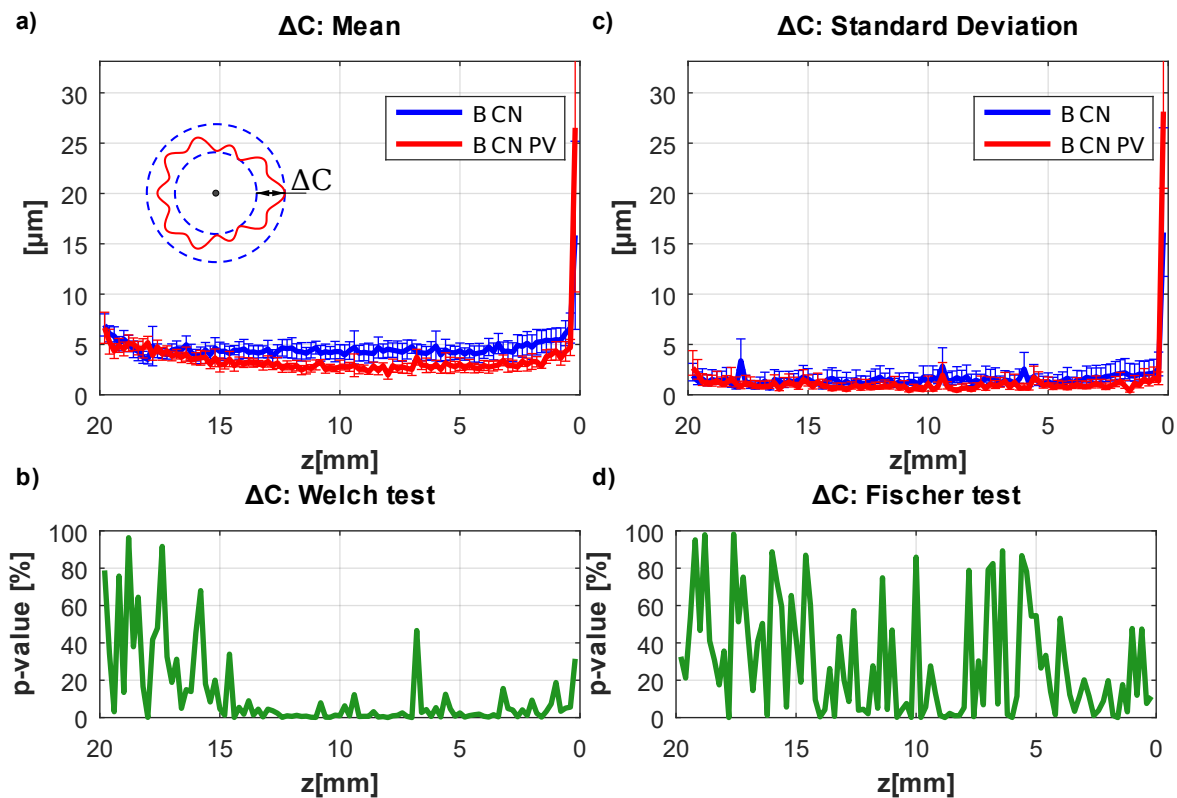 a)
ΔC: Mean
[µm]
30
25
20
15
10
5
0
B CN
B CN PV
ΔC
20
15
10
5
0
z[mm]
c)
ΔC: Standard Deviation
[µm]
30
25
20
15
10
5
0
B CN
B CN PV
20
15
10
5
0
z[mm]
b)
ΔC: Welch test
p-value [%]
100
80
60
40
20
0
20
15
10
5
0
z[mm]
d)
ΔC: Fischer test
p-value [%]
100
80
60
40
20
0
20
15
10
5
0
z[mm]